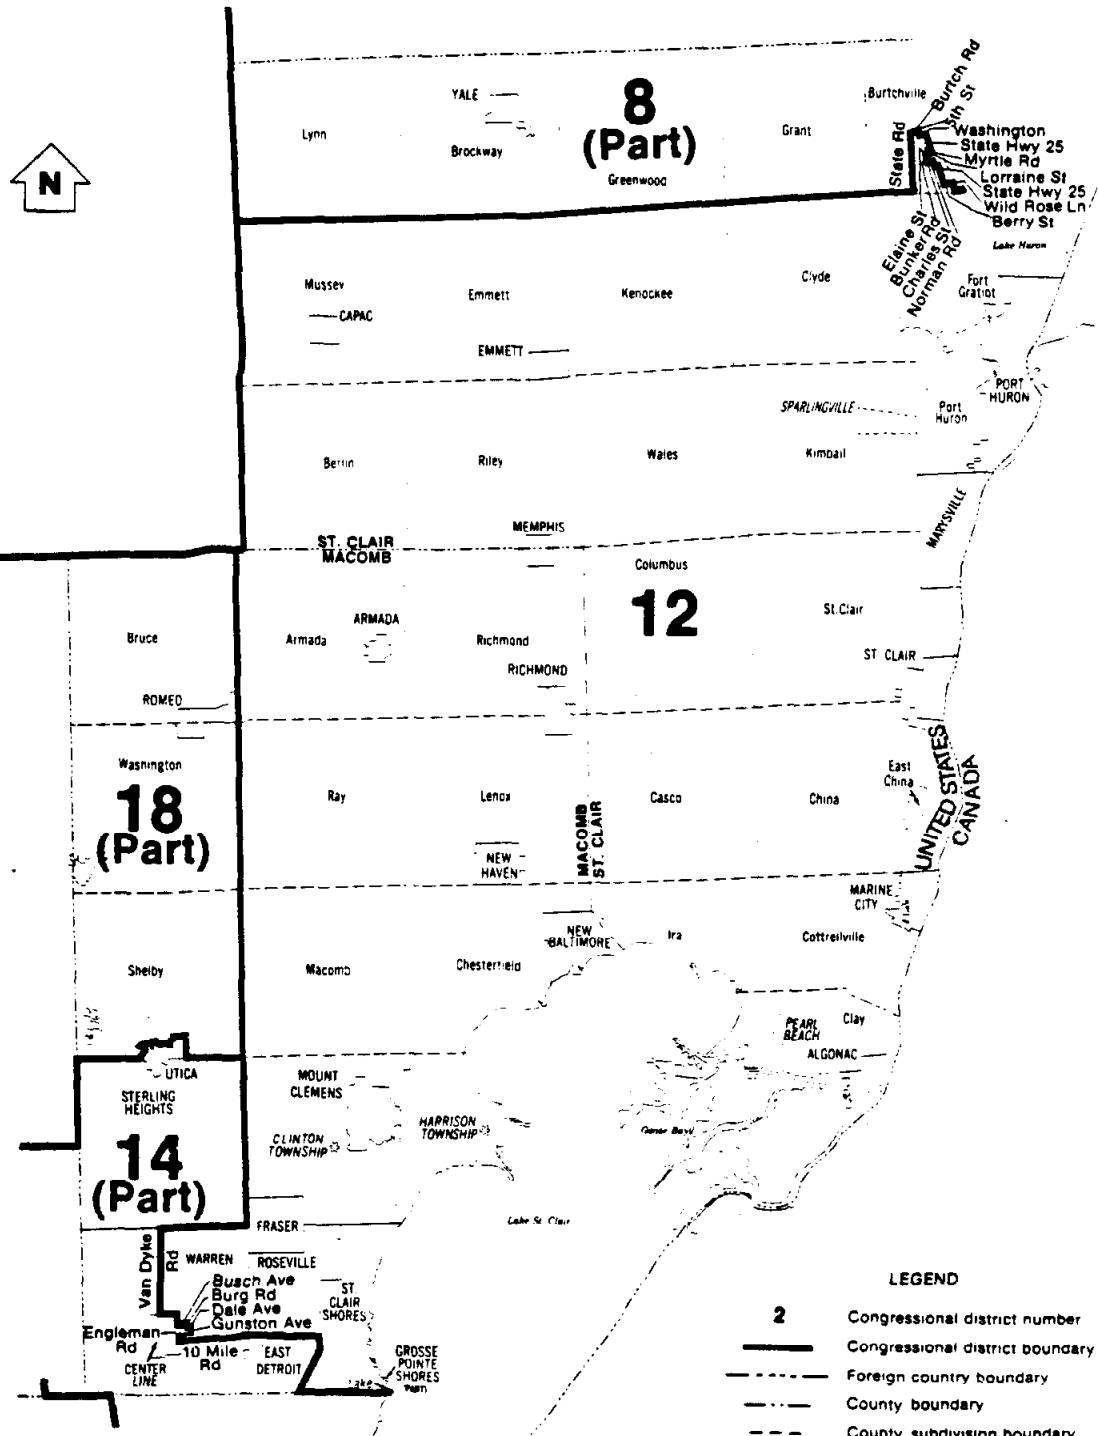 YALE
8
(Part)
Burtchville
Burtch Rd
5th St
Lynn
Brockway
Grant
Greenwood
State Rd
Washington
State Hwy 25
Myrtle Rd
Lorraine St
State Hwy 25
Wild Rose Ln
Berry St
N
Elaine St
Bunker Rd
Charles St
Norman Rd
Lake Huron
Mussey
Emmett
Kenockee
Clyde
Fort
Gratiot
CAPAC
EMMETT
PORT
HURON
SPARLINGVILLE
Port
Huron
Berlin
Riley
Wales
Kimball
MARYSVILLE
MEMPHIS
ST. CLAIR
MACOMB
Columbus
12
St. Clair
ARMADA
Bruce
Armada
Richmond
RICHMOND
ST CLAIR
ROMEO
Washington
18
(Part)
Ray
Lenox
Casco
China
East
China
UNITED STATES
CANADA
MACOMB
ST. CLAIR
NEW
HAVEN
MARINE
CITY
NEW
BALTIMORE
Ira
Cottrellville
Shelby
Macomb
Chesterfield
PEARL
BEACH
Clay
ALGONAC
UTICA
STERLING
HEIGHTS
MOUNT
CLEMENS
HARRISON
TOWNSHIP
CLINTON
TOWNSHIP
14
(Part)
Lake St. Clair
FRASER
Van Dyke
Rd
WARREN
ROSEVILLE
Busch Ave
Burg Rd
Dale Ave
Gunston Ave
ST.
CLAIR
SHORES
Engleman
Rd
10 Mile
Rd
CENTER
LINE
EAST
DETROIT
GROSSE
POINTE
SHORES
Lake
LEGEND
2 Congressional district number
Congressional district boundary
Foreign country boundary
County boundary
County subdivision boundary